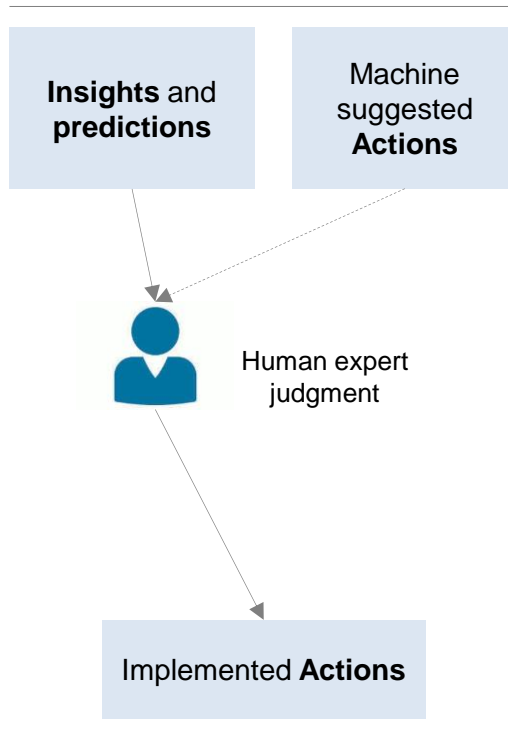 Insights and
predictions
Machine
suggested
Actions
Human expert
judgment
Implemented Actions